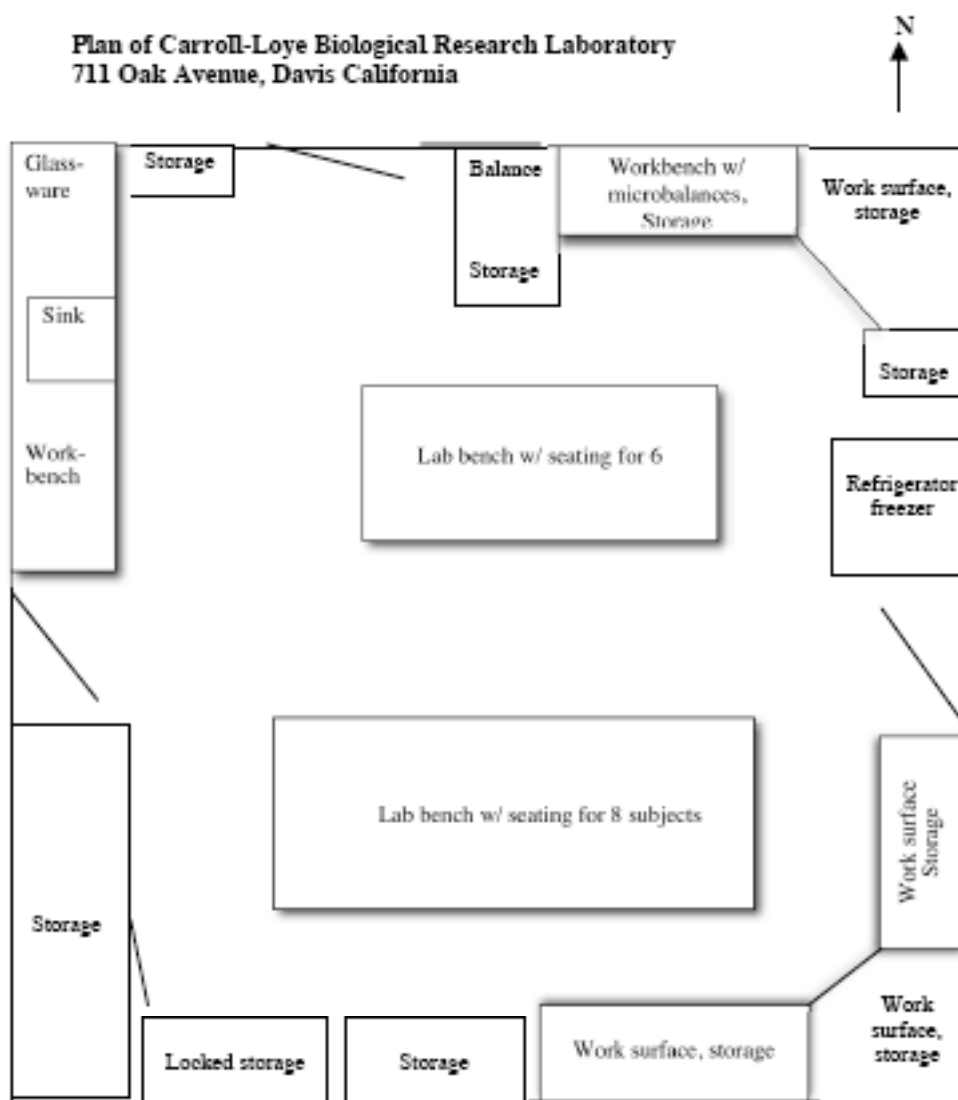 N
Plan of Carroll-Loye Biological Research Laboratory
711 Oak Avenue, Davis California
Glass-
ware
Storage
Balance
Storage
Workbench w/
microbalances,
Storage
Work surface,
storage
Sink
Storage
Work-
bench
Lab bench w/ seating for 6
Refrigerator
freezer
Lab bench w/ seating for 8 subjects
Work surface
Storage
Storage
Locked storage
Storage
Work surface, storage
Work
surface,
storage